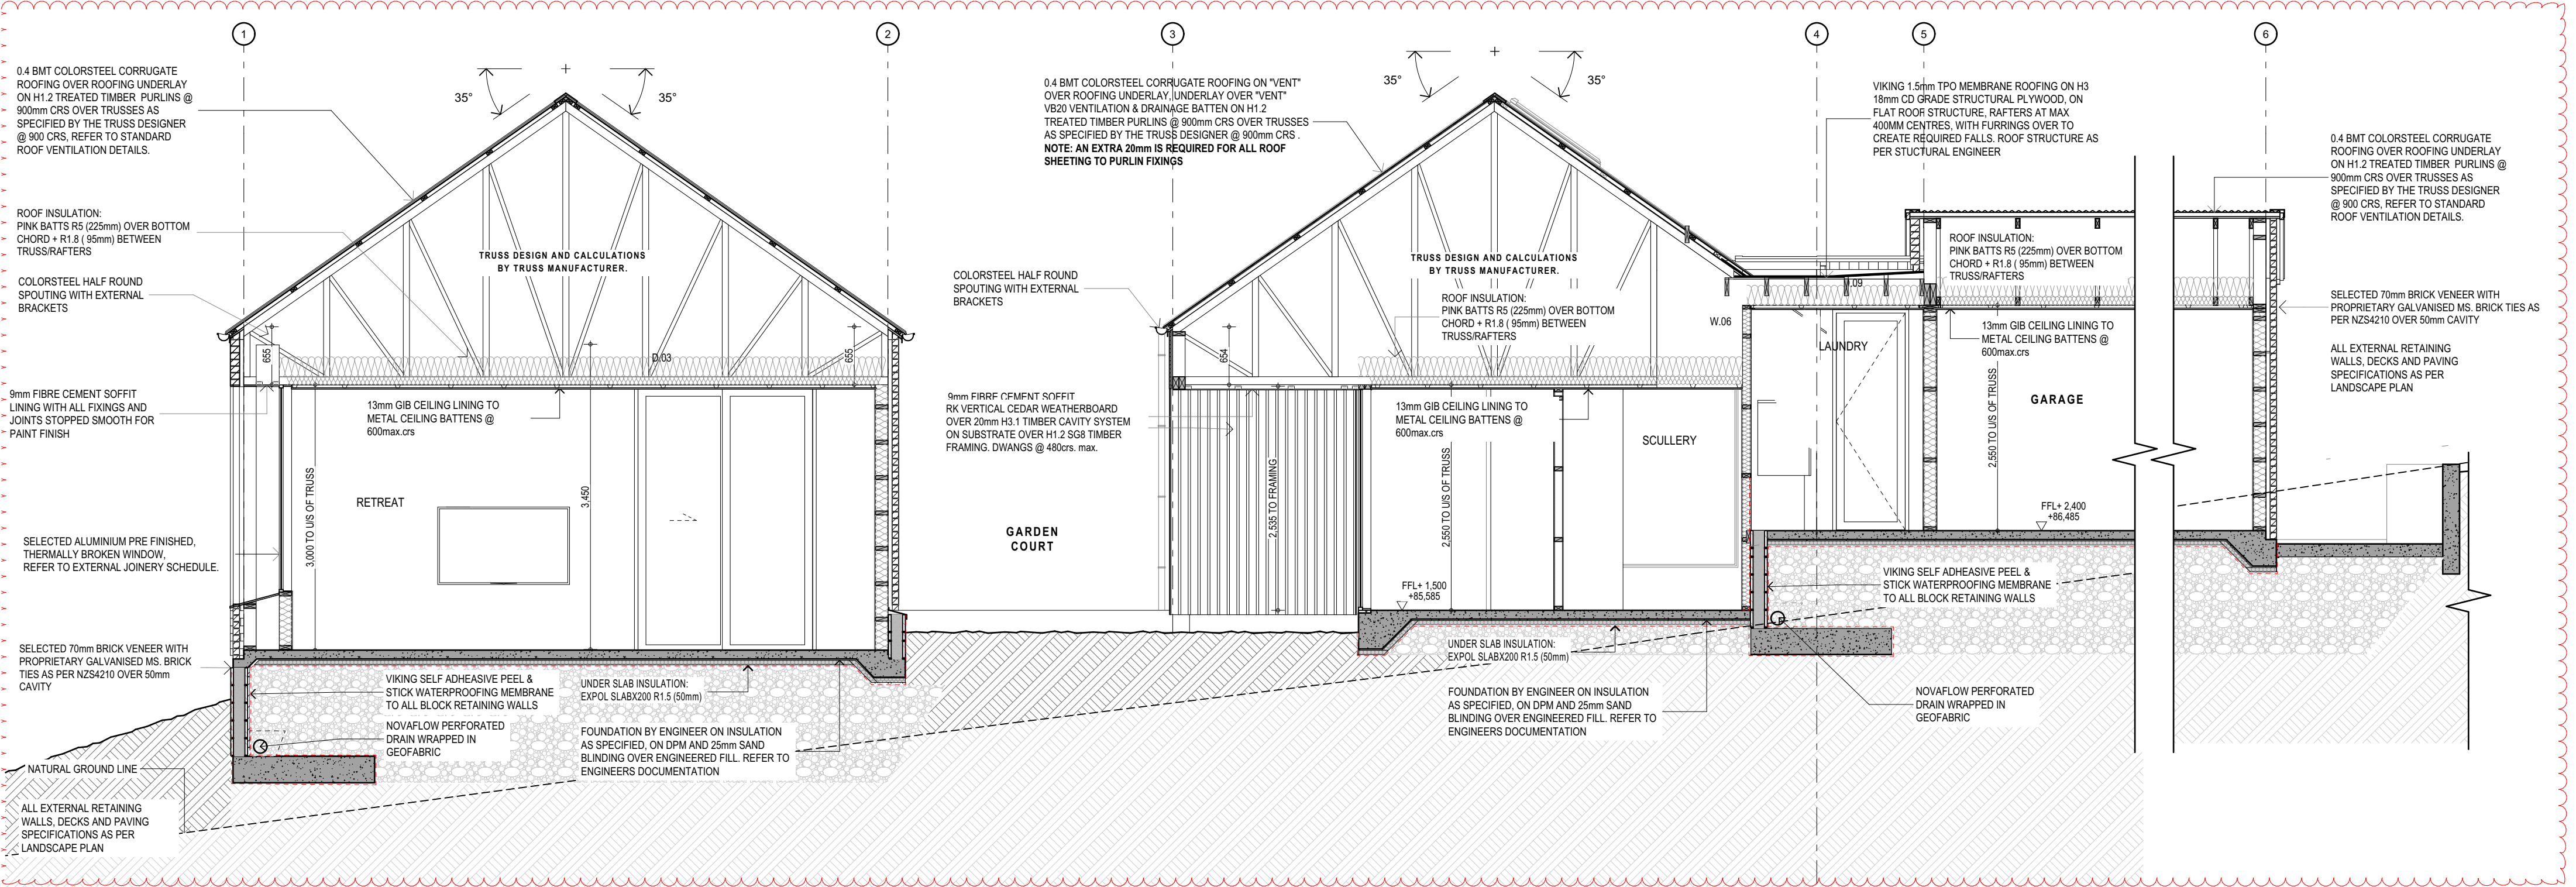 1
2
3
4
5
6
0.4 BMT COLORSTEEL CORRUGATE
ROOFING OVER ROOFING UNDERLAY
ON H1.2 TREATED TIMBER PURLINS @
900mm CRS OVER TRUSSES AS
SPECIFIED BY THE TRUSS DESIGNER
@ 900 CRS, REFER TO STANDARD
ROOF VENTILATION DETAILS.
ROOF INSULATION:
PINK BATTS R5 (225mm) OVER BOTTOM
CHORD + R1.8 ( 95mm) BETWEEN
TRUSS/RAFTERS
COLORSTEEL HALF ROUND
SPOUTING WITH EXTERNAL
BRACKETS
9mm FIBRE CEMENT SOFFIT
LINING WITH ALL FIXINGS AND
JOINTS STOPPED SMOOTH FOR
PAINT FINISH
SELECTED ALUMINIUM PRE FINISHED,
THERMALLY BROKEN WINDOW,
REFER TO EXTERNAL JOINERY SCHEDULE.
SELECTED 70mm BRICK VENEER WITH
PROPRIETARY GALVANISED MS. BRICK
TIES AS PER NZS4210 OVER 50mm
CAVITY
NATURAL GROUND LINE
ALL EXTERNAL RETAINING
WALLS, DECKS AND PAVING
SPECIFICATIONS AS PER
LANDSCAPE PLAN
35°
35°
TRUSS DESIGN AND CALCULATIONS
BY TRUSS MANUFACTURER.
655
D.03
655
13mm GIB CEILING LINING TO
METAL CEILING BATTENS @
600max.crs
3,000 TO U/S OF TRUSS
RETREAT
3,450
VIKING SELF ADHEASIVE PEEL &
STICK WATERPROOFING MEMBRANE
TO ALL BLOCK RETAINING WALLS
NOVAFLOW PERFORATED
DRAIN WRAPPED IN
GEOFABRIC
UNDER SLAB INSULATION:
EXPOL SLABX200 R1.5 (50mm)
FOUNDATION BY ENGINEER ON INSULATION
AS SPECIFIED, ON DPM AND 25mm SAND
BLINDING OVER ENGINEERED FILL. REFER TO
ENGINEERS DOCUMENTATION
0.4 BMT COLORSTEEL CORRUGATE ROOFING ON "VENT"
OVER ROOFING UNDERLAY, UNDERLAY OVER "VENT"
VB20 VENTILATION & DRAINAGE BATTEN ON H1.2
TREATED TIMBER PURLINS @ 900mm CRS OVER TRUSSES
AS SPECIFIED BY THE TRUSS DESIGNER @ 900mm CRS .
NOTE: AN EXTRA 20mm IS REQUIRED FOR ALL ROOF
SHEETING TO PURLIN FIXINGS
COLORSTEEL HALF ROUND
SPOUTING WITH EXTERNAL
BRACKETS
9mm FIBRE CEMENT SOFFIT
RK VERTICAL CEDAR WEATHERBOARD
OVER 20mm H3.1 TIMBER CAVITY SYSTEM
ON SUBSTRATE OVER H1.2 SG8 TIMBER
FRAMING. DWANGS @ 480crs. max.
GARDEN
COURT
35°
35°
TRUSS DESIGN AND CALCULATIONS
BY TRUSS MANUFACTURER.
ROOF INSULATION:
PINK BATTS R5 (225mm) OVER BOTTOM
CHORD + R1.8 ( 95mm) BETWEEN
TRUSS/RAFTERS
654
W.06
13mm GIB CEILING LINING TO
METAL CEILING BATTENS @
600max.crs
2,535 TO FRAMING
2,550 TO U/S OF TRUSS
SCULLERY
FFL+ 1,500
+85,585
UNDER SLAB INSULATION:
EXPOL SLABX200 R1.5 (50mm)
FOUNDATION BY ENGINEER ON INSULATION
AS SPECIFIED, ON DPM AND 25mm SAND
BLINDING OVER ENGINEERED FILL. REFER TO
ENGINEERS DOCUMENTATION
VIKING 1.5mm TPO MEMBRANE ROOFING ON H3
18mm CD GRADE STRUCTURAL PLYWOOD, ON
FLAT ROOF STRUCTURE, RAFTERS AT MAX
400MM CENTRES, WITH FURRINGS OVER TO
CREATE REQUIRED FALLS. ROOF STRUCTURE AS
PER STUCTURAL ENGINEER
.09
LAUNDRY
ROOF INSULATION:
PINK BATTS R5 (225mm) OVER BOTTOM
CHORD + R1.8 ( 95mm) BETWEEN
TRUSS/RAFTERS
13mm GIB CEILING LINING TO
METAL CEILING BATTENS @
600max.crs
2,550 TO U/S OF TRUSS
GARAGE
FFL+ 2,400
+86,485
VIKING SELF ADHEASIVE PEEL &
STICK WATERPROOFING MEMBRANE
TO ALL BLOCK RETAINING WALLS
NOVAFLOW PERFORATED
DRAIN WRAPPED IN
GEOFABRIC
0.4 BMT COLORSTEEL CORRUGATE
ROOFING OVER ROOFING UNDERLAY
ON H1.2 TREATED TIMBER PURLINS @
900mm CRS OVER TRUSSES AS
SPECIFIED BY THE TRUSS DESIGNER
@ 900 CRS, REFER TO STANDARD
ROOF VENTILATION DETAILS.
SELECTED 70mm BRICK VENEER WITH
PROPRIETARY GALVANISED MS. BRICK TIES AS
PER NZS4210 OVER 50mm CAVITY
ALL EXTERNAL RETAINING
WALLS, DECKS AND PAVING
SPECIFICATIONS AS PER
LANDSCAPE PLAN